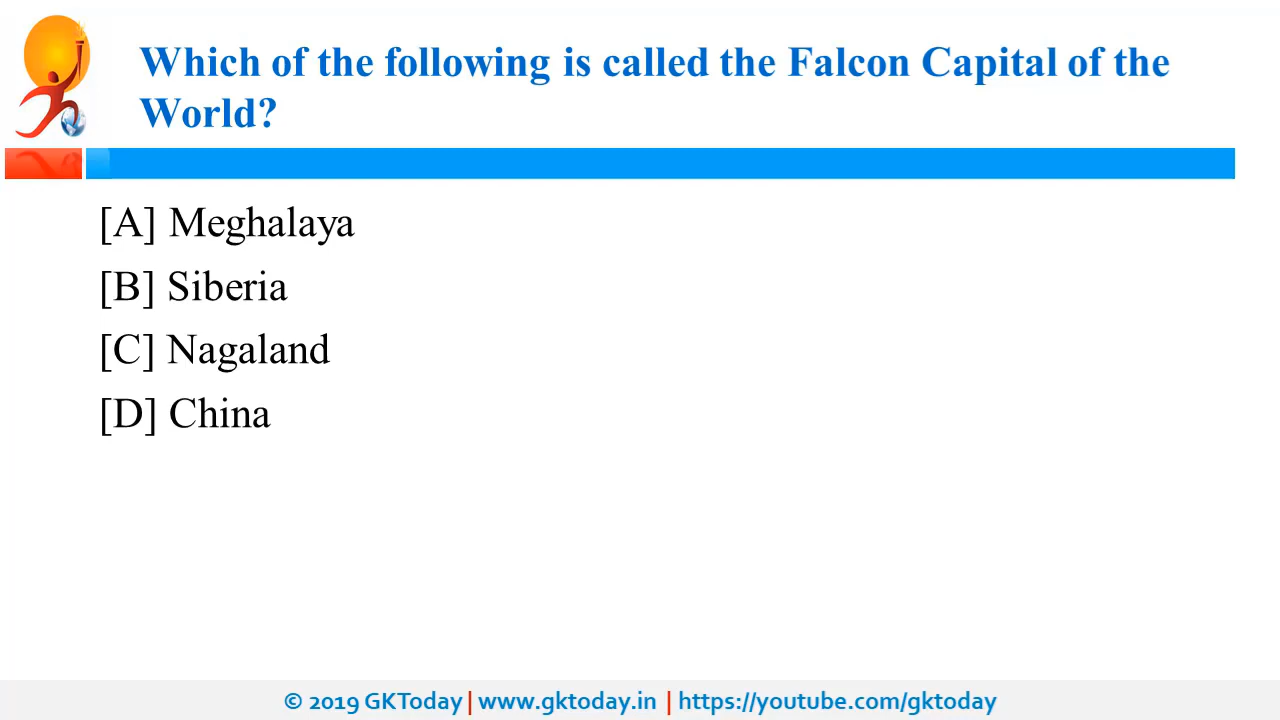 Which of the following is called the Falcon Capital of the
World?
[A] Meghalaya
[B] Siberia
[C] Nagaland
[D] China
© 2019 GKToday | www.gktoday.in | https://youtube.com/gktoday